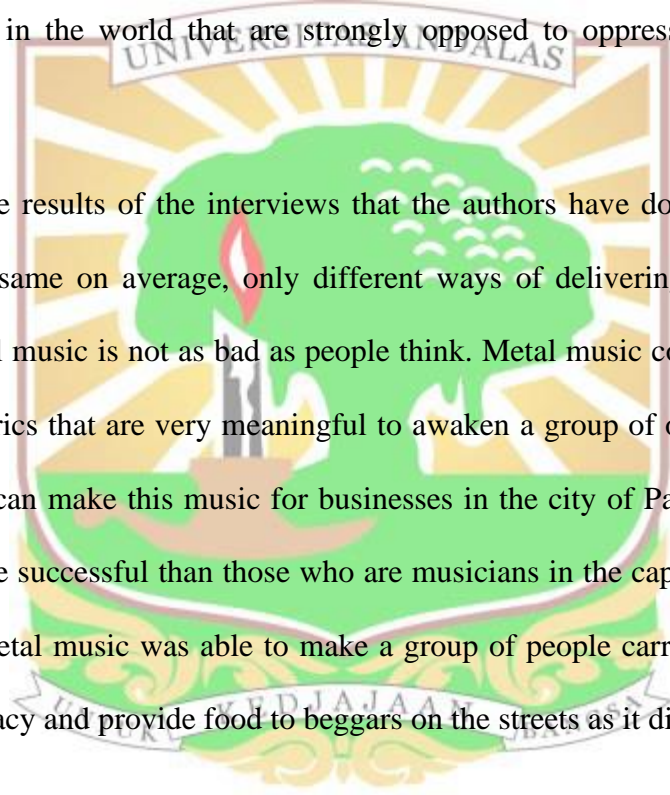 in the world that are strongly opposed to oppress
UNIVERSITAS ANDALAS
results of the interviews that the authors have do
same on average, only different ways of deliverin
music is not as bad as people think. Metal music co
that are very meaningful to awaken a group of
can make this music for businesses in the city of Pa
successful than those who are musicians in the cap
music was able to make a group of people carr
and provide food to beggars on the streets as it di
UNTUK KEDJAJAAN BANGSA